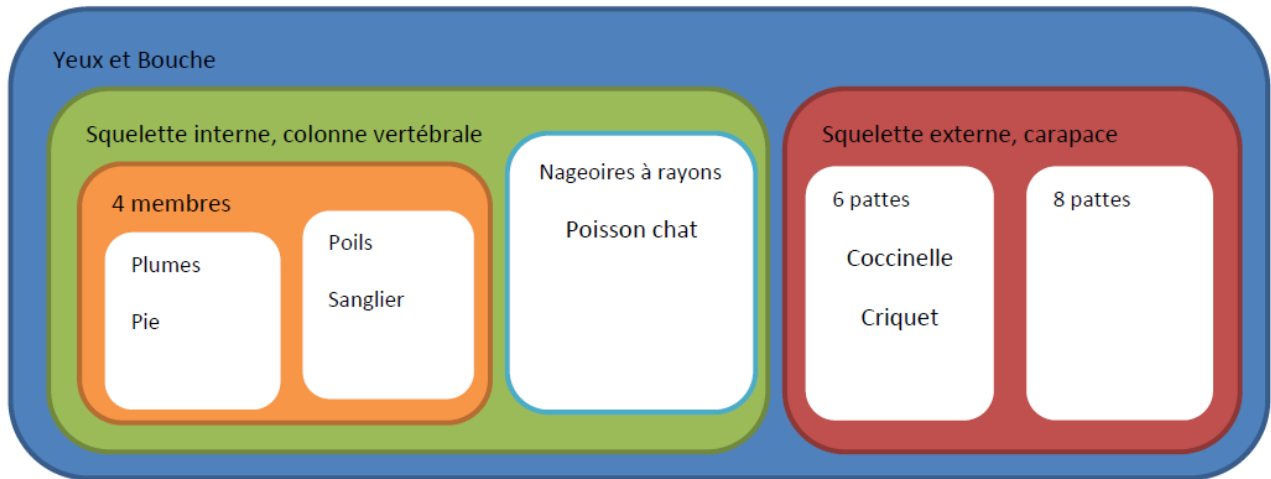 Yeux et Bouche
Squelette interne, colonne vertébrale
4 membres
Plumes
Pie
Poils
Sanglier
Nageoires à rayons
Poisson chat
Squelette externe, carapace
6 pattes
Coccinelle
Criquet
8 pattes